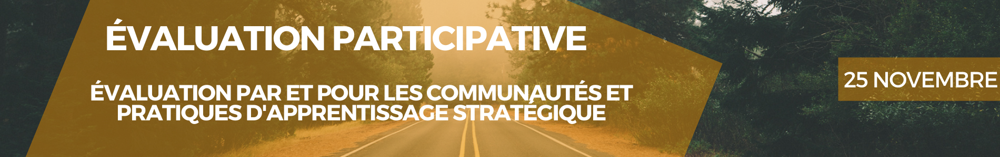 ÉVALUATION PARTICIPATIVE
ÉVALUATION PAR ET POUR LES COMMUNAUTÉS ET
PRATIQUES D'APPRENTISSAGE STRATÉGIQUE
25 NOVEMBRE